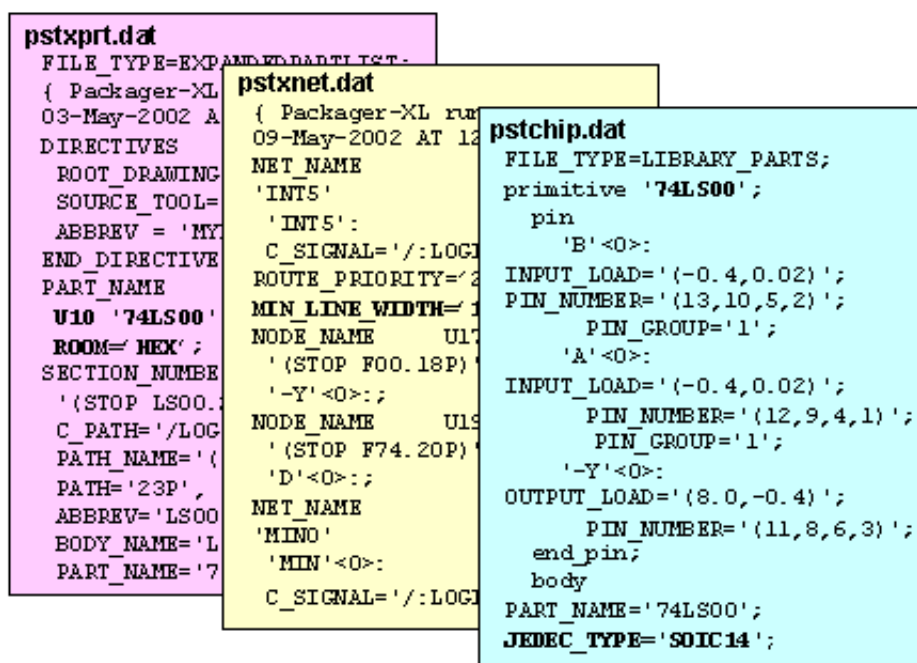 pstxprt.dat
FILE_TYPE=EXPANDEDPARTLIST;
{ Packager-XL
03-May-2002 A
DIRECTIVES
ROOT_DRAWING
SOURCE_TOOL=
ABBREV = 'MY
END_DIRECTIVE
PART_NAME
U10 '74LS00'
ROOM='HEX';
SECTION_NUMBE
'(STOP LS00.
C_PATH='/LOG
PATH_NAME='(
PATH='23P',
ABBREV='LS00
BODY_NAME='L
PART_NAME='7
pstxnet.dat
{ Packager-XL run
09-May-2002 AT 12
NET_NAME
'INT5'
'INT5':
C_SIGNAL='/:LOGI
ROUTE_PRIORITY='2
MIN_LINE_WIDTH='1
NODE_NAME U17
'(STOP F00.18P)'
'-Y'<0>:;
NODE_NAME U19
'(STOP F74.20P)'
'D'<0>:;
NET_NAME
'MIN0'
'MIN'<0>:
C_SIGNAL='/:LOGI
pstchip.dat
FILE_TYPE=LIBRARY_PARTS;
primitive '74LS00';
pin
'B'<0>:
INPUT_LOAD='(-0.4,0.02)';
PIN_NUMBER='(13,10,5,2)';
PIN_GROUP='1';
'A'<0>:
INPUT_LOAD='(-0.4,0.02)';
PIN_NUMBER='(12,9,4,1)';
PIN_GROUP='1';
'-Y'<0>:
OUTPUT_LOAD='(8.0,-0.4)';
PIN_NUMBER='(11,8,6,3)';
end_pin;
body
PART_NAME='74LS00';
JEDEC_TYPE='SOIC14';